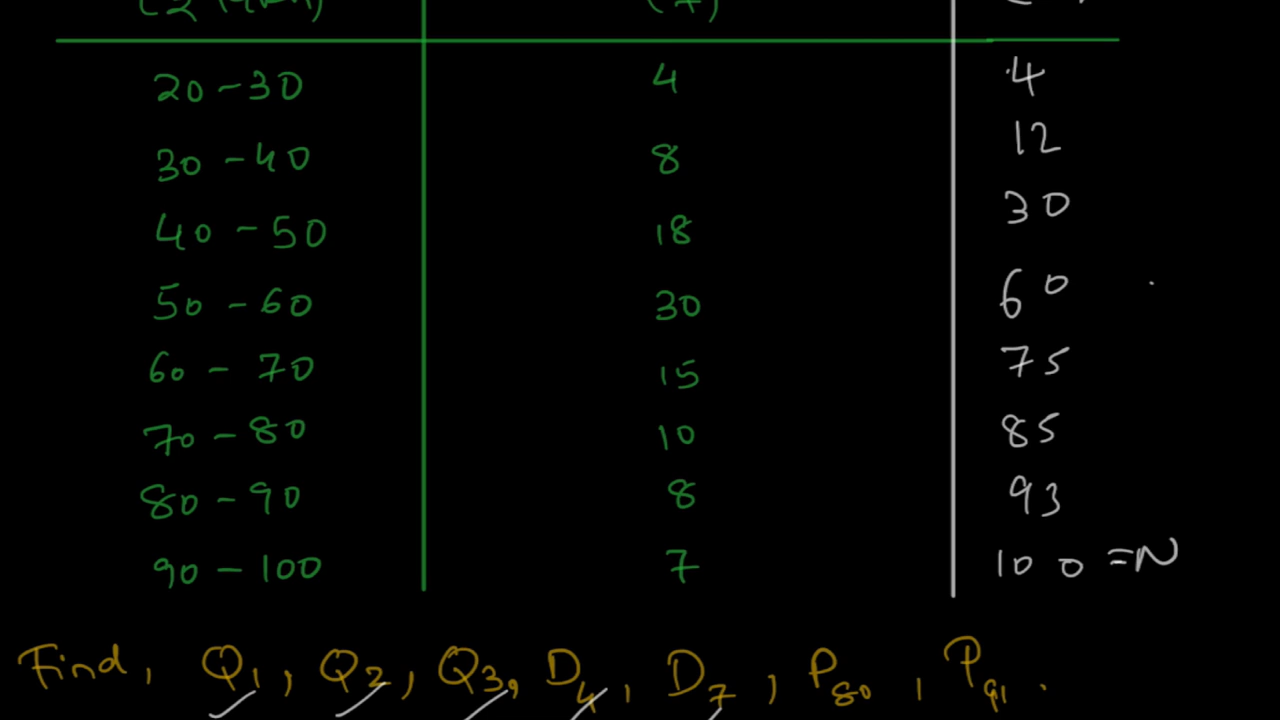 20-30 4 4
30-40 8 12
40-50 18 30
50-60 30 60
60-70 15 75
70-80 10 85
80-90 8 93
90-100 7 100 =N
Find, Q1, Q2, Q3, D4, D7, P80, P91.